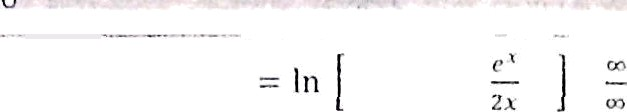 = ln [ e^x / 2x ] ∞/∞